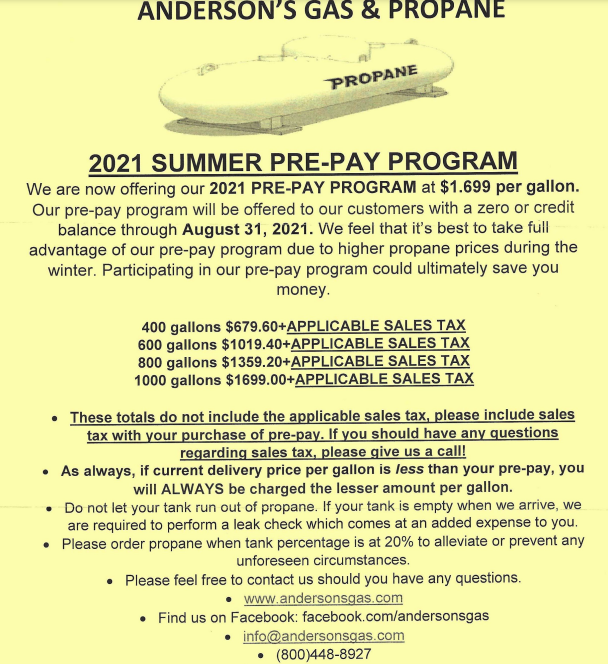 ANDERSON'S GAS & PROPANE
PROPANE
2021 SUMMER PRE-PAY PROGRAM
We are now offering our 2021 PRE-PAY PROGRAM at $1.699 per gallon.
Our pre-pay program will be offered to our customers with a zero or credit
balance through August 31, 2021. We feel that it's best to take full
advantage of our pre-pay program due to higher propane prices during the
winter. Participating in our pre-pay program could ultimately save you
money.
400 gallons $679.60+APPLICABLE SALES TAX
600 gallons $1019.40+APPLICABLE SALES TAX
800 gallons $1359.20+APPLICABLE SALES TAX
1000 gallons $1699.00+APPLICABLE SALES TAX
• These totals do not include the applicable sales tax, please include sales
tax with your purchase of pre-pay. If you should have any questions
regarding sales tax, please give us a call!
• As always, if current delivery price per gallon is less than your pre-pay, you
will ALWAYS be charged the lesser amount per gallon.
• Do not let your tank run out of propane. If your tank is empty when we arrive, we
are required to perform a leak check which comes at an added expense to you.
• Please order propane when tank percentage is at 20% to alleviate or prevent any
unforeseen circumstances.
• Please feel free to contact us should you have any questions.
• www.andersonsgas.com
• Find us on Facebook: facebook.com/andersonsgas
• info@andersonsgas.com
• (800)448-8927